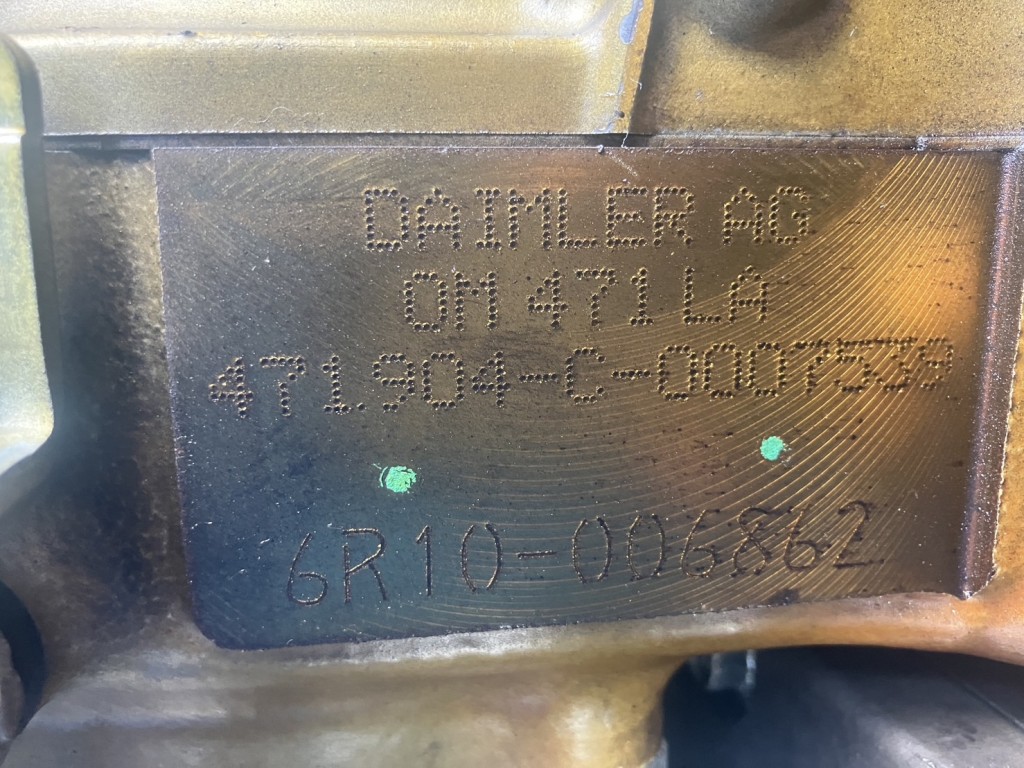 DAIMLER AG
OM 471 LA
471.904-C-0007539
6R10-006862